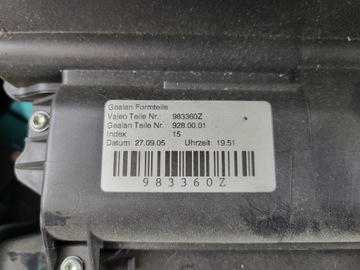 Gealan Formteile
Valeo Teile Nr.: 983360Z
Gealan Teile Nr.: 928.00.01
Index 15
Datum: 27.09.05 Uhrzeit: 19.51
983360Z